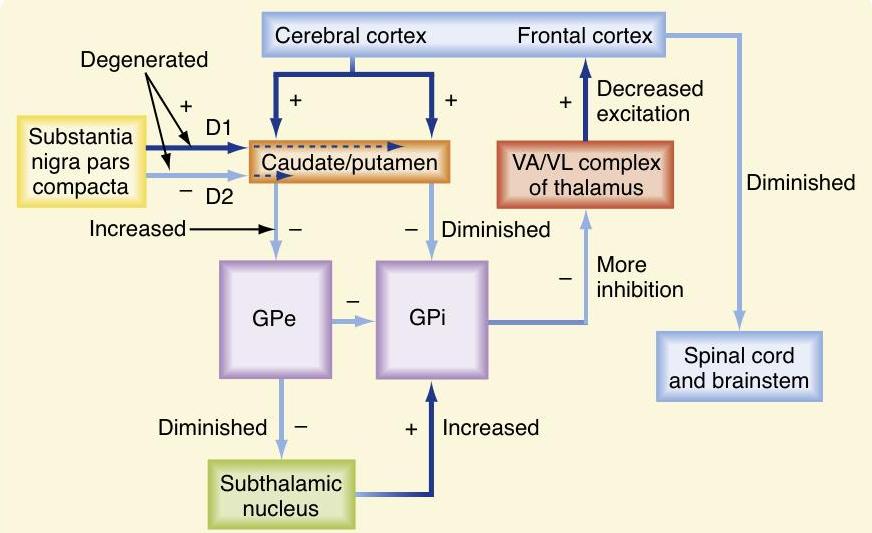 Cerebral cortex
Frontal cortex
Degenerated
+
D1
Substantia
nigra pars
compacta
–
D2
+
+
Caudate/putamen
+
Decreased
excitation
VA/VL complex
of thalamus
Diminished
Increased
–
–
Diminished
–
More
inhibition
GPe
–
GPi
Spinal cord
and brainstem
Diminished
–
+
Increased
Subthalamic
nucleus